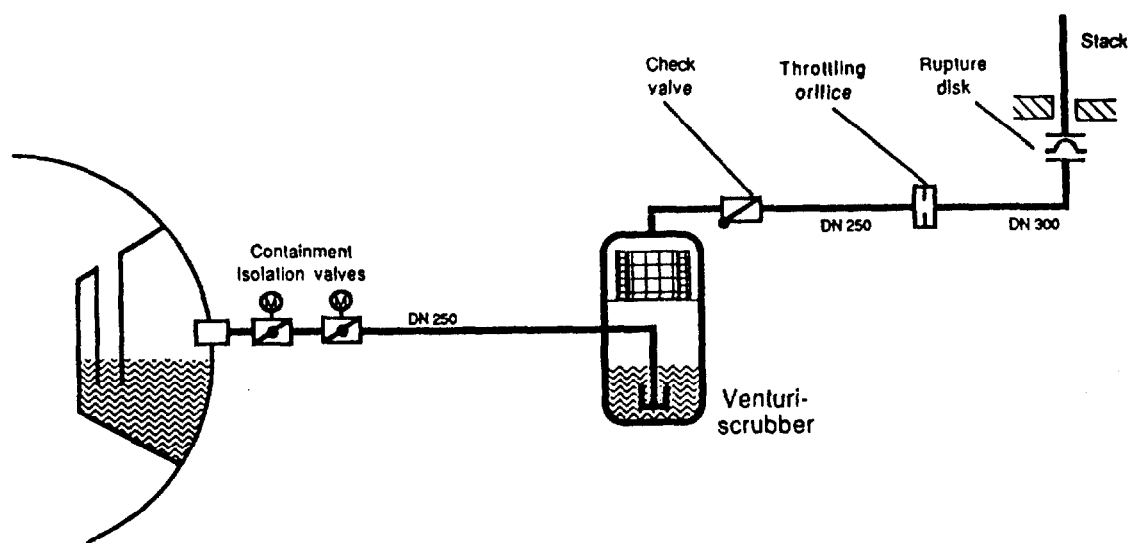 Stack
Check
valve
Throttling
orifice
Rupture
disk
DN 250
DN 300
Containment
Isolation valves
M
M
DN 250
Venturi-
scrubber